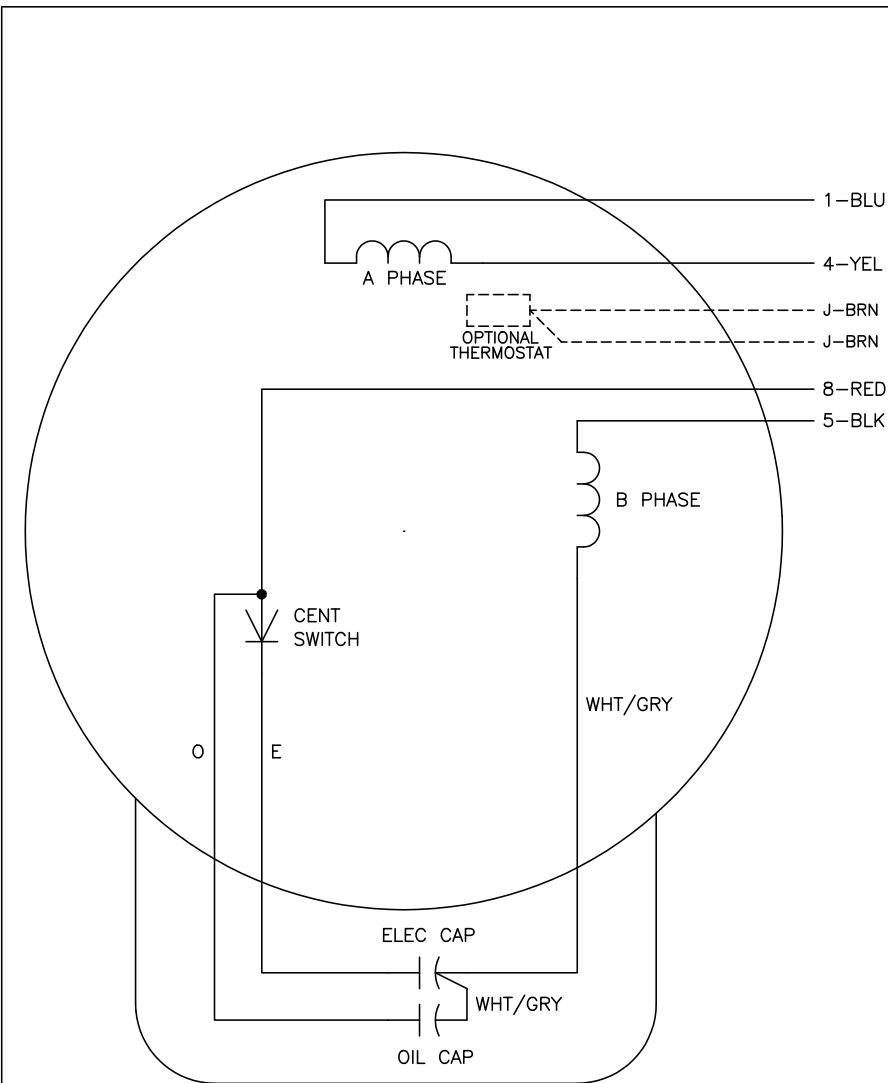 1-BLU
4-YEL
A PHASE
J-BRN
OPTIONAL
THERMOSTAT
J-BRN
8-RED
5-BLK
B PHASE
CENT
SWITCH
WHT/GRY
O
E
ELEC CAP
WHT/GRY
OIL CAP